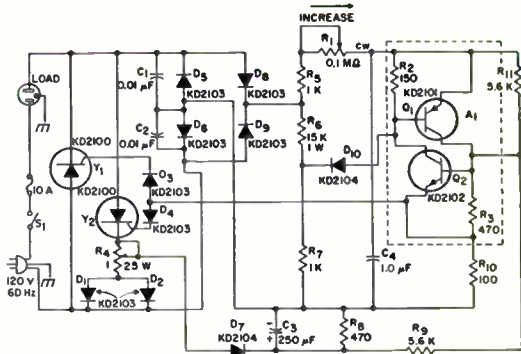 INCREASE
R1
0.1 MΩ
CW
LOAD
C1
0.01 µF
D5
KD2103
D8
KD2103
R5
1 K
R2
150
KD2101
Q1
A1
R11
5.6 K
C2
0.01 µF
D6
KD2103
D9
KD2103
R6
15 K
1 W
D10
KD2104
Q2
KD2102
KD2100
Y1
KD2100
D3
KD2103
D4
KD2103
Y2
10 A
S1
R3
470
R4
1
25 W
R7
1 K
C4
1.0 µF
R10
100
120 V
60 Hz
D1
D2
KD2103
D7
KD2104
C3
250 µF
R8
470
R9
5.6 K